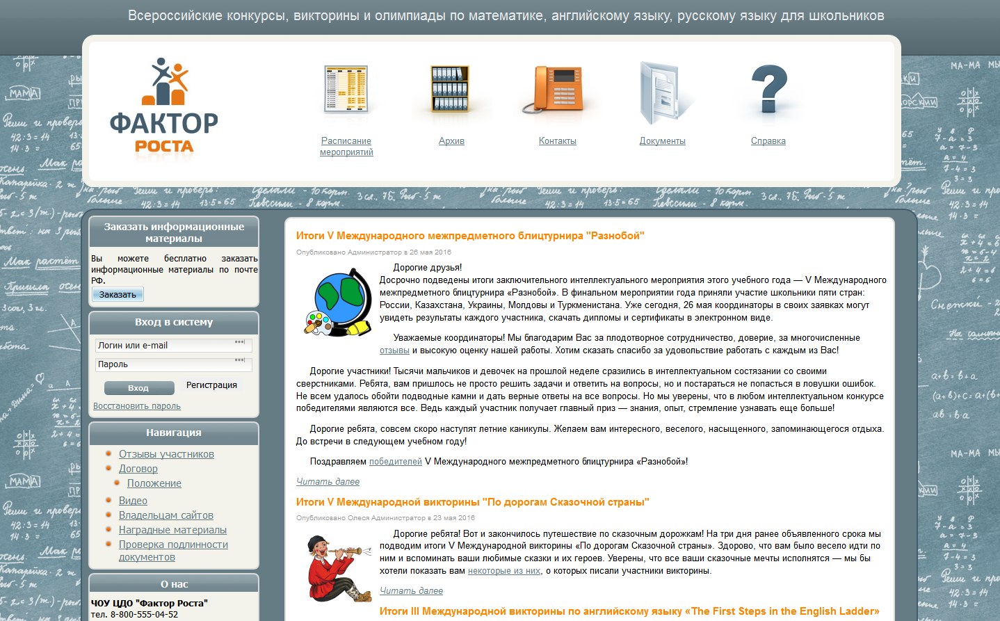 Всероссийские конкурсы, викторины и олимпиады по математике, английскому языку, русскому языку для школьников
ФАКТОР
РОСТА
Расписание
мероприятий
Архив
Контакты
Документы
Справка
Заказать информационные
материалы
Вы можете бесплатно заказать
информационные материалы по почте
РФ.
Заказать
Вход в систему
Логин или e-mail
Пароль
Вход
Регистрация
Восстановить пароль
Навигация
Отзывы участников
Договор
Положение
Видео
Владельцам сайтов
Наградные материалы
Проверка подлинности
документов
О нас
ЧОУ ЦДО "Фактор Роста"
тел. 8-800-555-04-52
Итоги V Международного межпредметного блицтурнира "Разнобой"
Опубликовано Администратор в 26 мая 2016
Дорогие друзья!
Досрочно подведены итоги заключительного интеллектуального мероприятия этого учебного года — V Международного
межпредметного блицтурнира «Разнобой». В финальном мероприятии года приняли участие школьники пяти стран:
России, Казахстана, Украины, Молдовы и Туркменистана. Уже сегодня, 26 мая координаторы в своих заявках могут
увидеть результаты каждого участника, скачать дипломы и сертификаты в электронном виде.
Уважаемые координаторы! Мы благодарим Вас за плодотворное сотрудничество, доверие, за многочисленные
отзывы и высокую оценку нашей работы. Хотим сказать спасибо за удовольствие работать с каждым из Вас!
Дорогие участники! Тысячи мальчиков и девочек на прошлой неделе сразились в интеллектуальном состязании со своими
сверстниками. Ребята, вам пришлось не просто решить задачи и ответить на вопросы, но и постараться не попасться в ловушки ошибок.
Не всем удалось обойти подводные камни и дать верные ответы на все вопросы. Но мы уверены, что в любом интеллектуальном конкурсе
победителями являются все. Ведь каждый участник получает главный приз — знания, опыт, стремление узнавать еще больше!
Дорогие ребята, совсем скоро наступят летние каникулы. Желаем вам интересного, веселого, насыщенного, запоминающегося отдыха.
До встречи в следующем учебном году!
Поздравляем победителей V Международного межпредметного блицтурнира «Разнобой»!
Читать далее
Итоги V Международной викторины "По дорогам Сказочной страны"
Опубликовано Олеся Администратор в 23 мая 2016
Дорогие ребята! Вот и закончилось путешествие по сказочным дорожкам! На три дня ранее объявленного срока мы
подводим итоги V Международной викторины «По дорогам Сказочной страны». Здорово, что вам было весело идти по
ним и вспоминать ваши любимые сказки и их героев. Уверены, что все ваши сказочные мечты исполнятся — мы бы
хотели показать вам некоторые из них, о которых писали участники викторины.
Читать далее
Итоги III Международной викторины по английскому языку «The First Steps in the English Ladder»